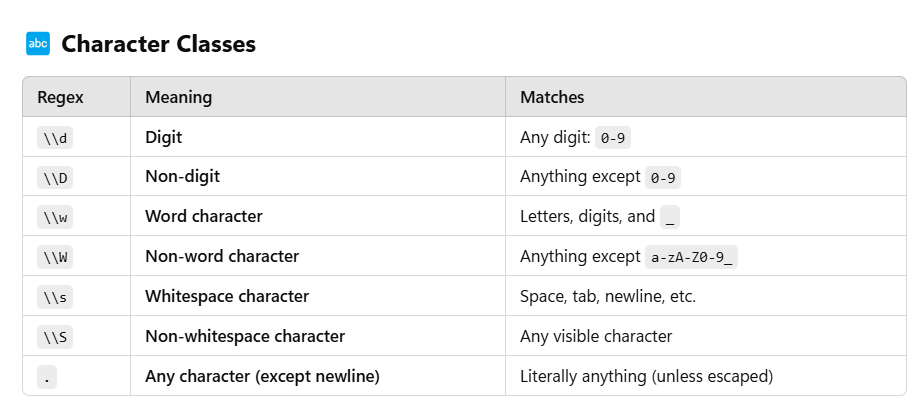 abc Character Classes
Regex Meaning Matches
\\d Digit Any digit: 0-9
\\D Non-digit Anything except 0-9
\\w Word character Letters, digits, and _
\\W Non-word character Anything except a-zA-Z0-9_
\\s Whitespace character Space, tab, newline, etc.
\\S Non-whitespace character Any visible character
. Any character (except newline) Literally anything (unless escaped)